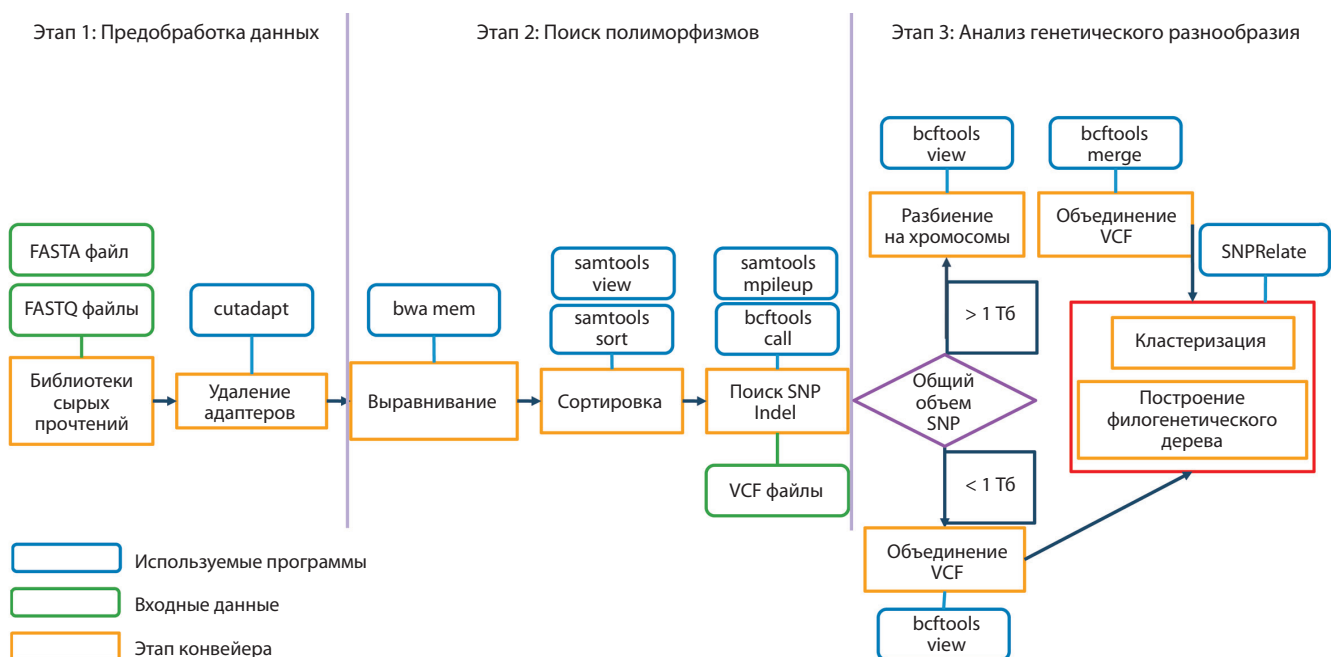 Этап 1: Предобработка данных
Этап 2: Поиск полиморфизмов
Этап 3: Анализ генетического разнообразия
FASTA файл
FASTQ файлы
Библиотеки
сырых
прочтений
cutadapt
Удаление
адаптеров
bwa mem
Выравнивание
samtools
view
samtools
sort
Сортировка
samtools
mpileup
bcftools
call
Поиск SNP
Indel
VCF файлы
bcftools
view
Разбиение
на хромосомы
> 1 Тб
Общий
объем
SNP
< 1 Тб
Объединение
VCF
bcftools
view
bcftools
merge
Объединение
VCF
SNPRelate
Кластеризация
Построение
филогенетического
дерева
Используемые программы
Входные данные
Этап конвейера